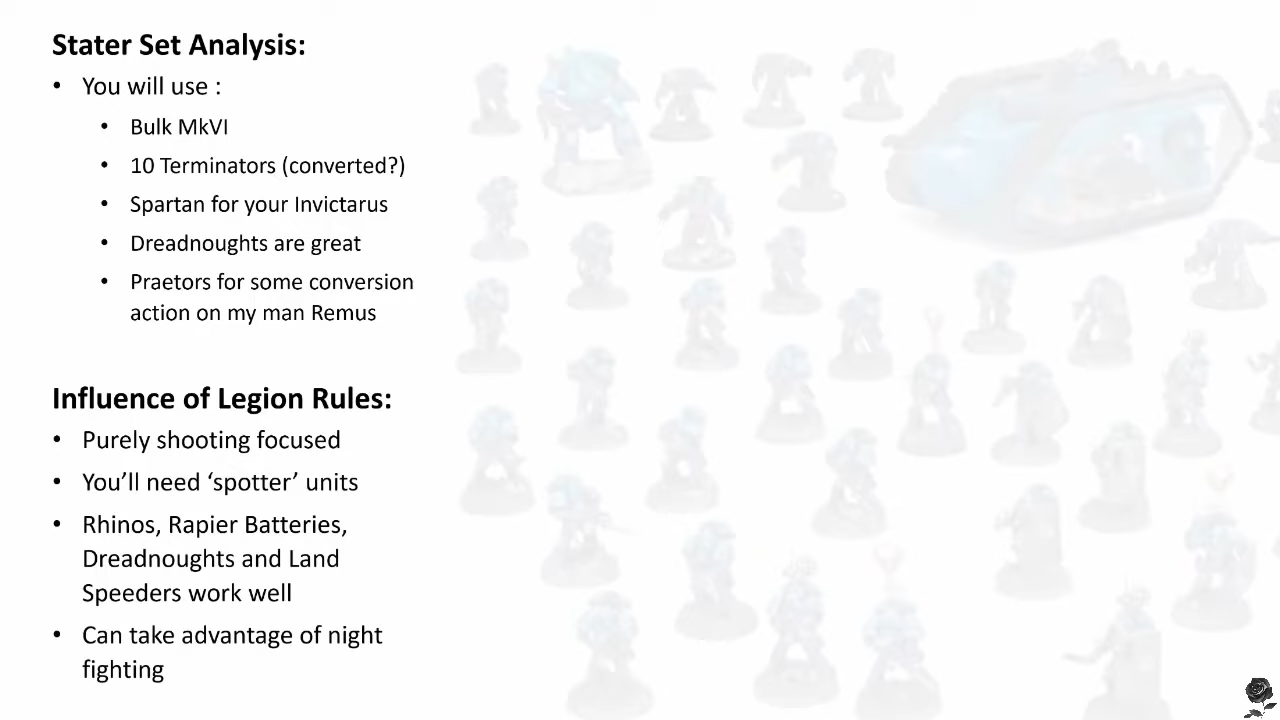 Stater Set Analysis:
• You will use :
• Bulk MkVI
• 10 Terminators (converted?)
• Spartan for your Invictarus
• Dreadnoughts are great
• Praetors for some conversion
action on my man Remus
Influence of Legion Rules:
• Purely shooting focused
• You’ll need ‘spotter’ units
• Rhinos, Rapier Batteries,
Dreadnoughts and Land
Speeders work well
• Can take advantage of night
fighting